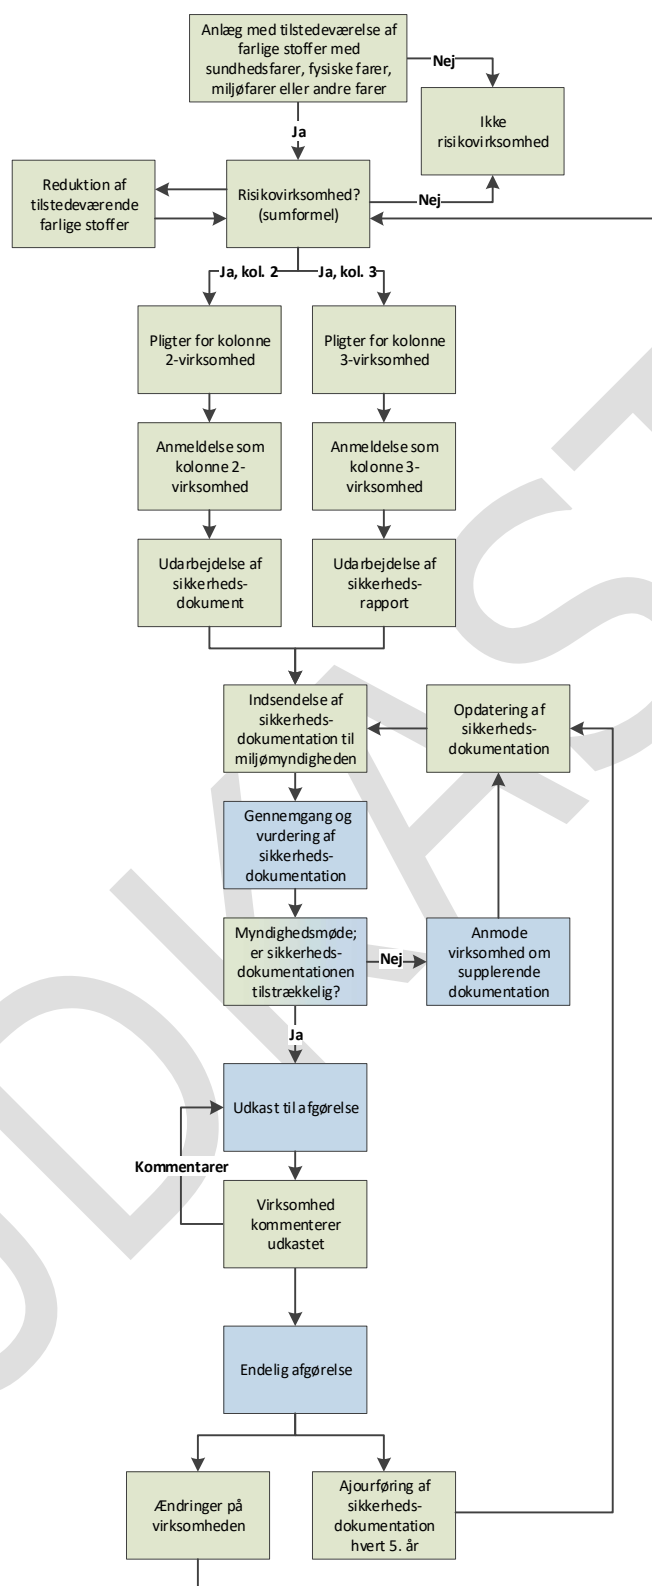 Anlæg med tilstedeværelse af
farlige stoffer med
sundhedsfarer, fysiske farer,
miljøfarer eller andre farer
Nej
Ikke
risikovirksomhed
Ja
Reduktion af
tilstedeværende
farlige stoffer
Risikovirksomhed?
(sumformel)
Nej
Ja, kol. 2
Ja, kol. 3
Pligter for kolonne
2-virksomhed
Pligter for kolonne
3-virksomhed
Anmeldelse som
kolonne 2-
virksomhed
Anmeldelse som
kolonne 3-
virksomhed
Udarbejdelse af
sikkerheds-
dokument
Udarbejdelse af
sikkerheds-
rapport
Indsendelse af
sikkerheds-
dokumentation til
miljømyndigheden
Opdatering af
sikkerheds-
dokumentation
Gennemgang og
vurdering af
sikkerheds-
dokumentation
Myndighedsmøde;
er sikkerheds-
dokumentationen
tilstrækkelig?
Nej
Anmode
virksomhed om
supplerende
dokumentation
Ja
Udkast til afgørelse
Kommentarer
Virksomhed
kommenterer
udkastet
Endelig afgørelse
Ændringer på
virksomheden
Ajourføring af
sikkerheds-
dokumentation
hvert 5. år
UDKAST